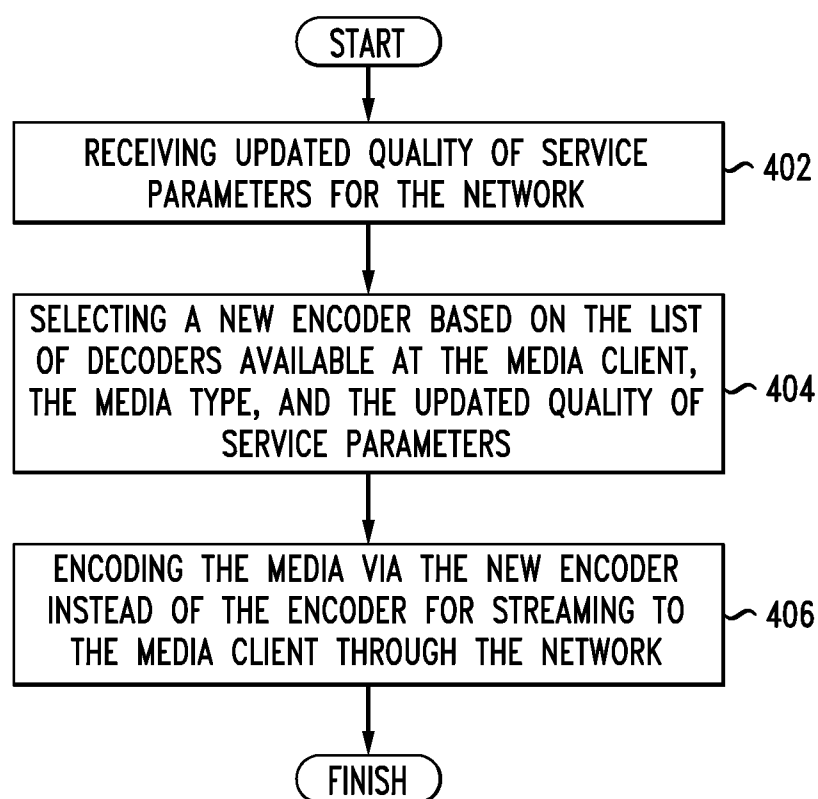 START
RECEIVING UPDATED QUALITY OF SERVICE
PARAMETERS FOR THE NETWORK
402
SELECTING A NEW ENCODER BASED ON THE LIST
OF DECODERS AVAILABLE AT THE MEDIA CLIENT,
THE MEDIA TYPE, AND THE UPDATED QUALITY OF
SERVICE PARAMETERS
404
ENCODING THE MEDIA VIA THE NEW ENCODER
INSTEAD OF THE ENCODER FOR STREAMING TO
THE MEDIA CLIENT THROUGH THE NETWORK
406
FINISH